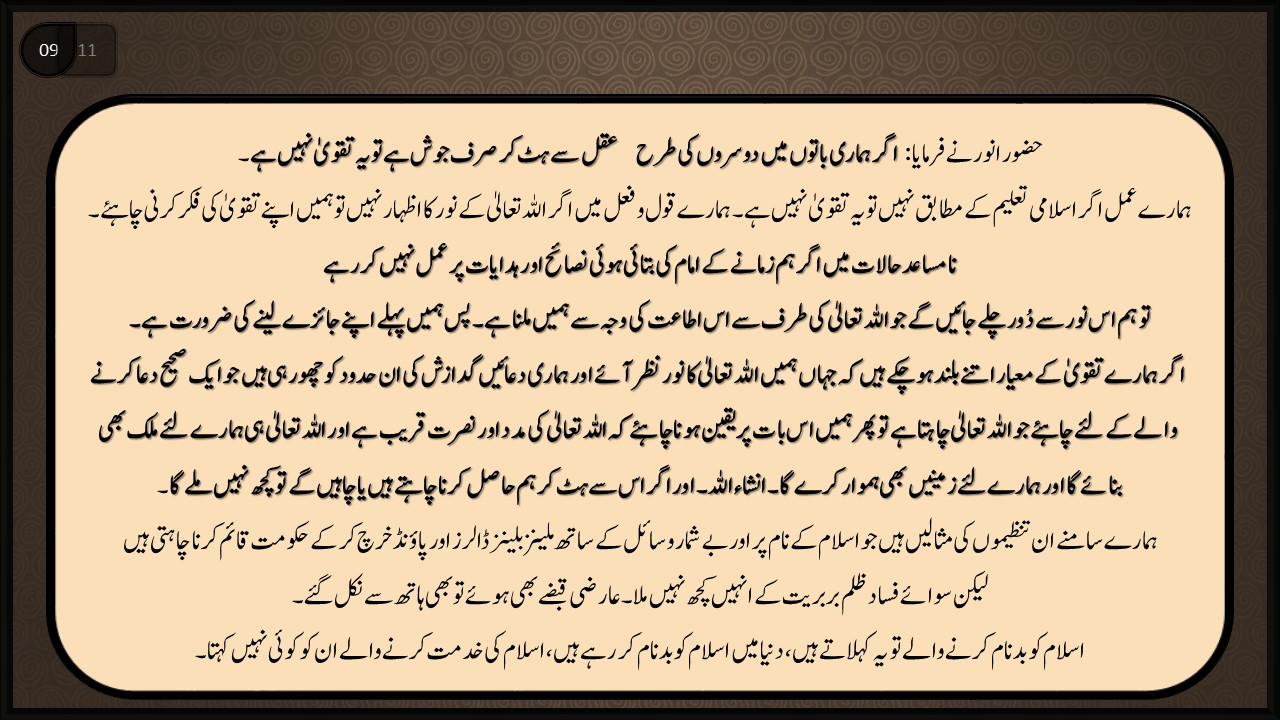 09 11
حضور انور نے فرمایا: اگر ہماری باتوں میں دوسروں کی طرح عقل سے ہٹ کر صرف جوش ہے تو یہ تقویٰ نہیں ہے۔
ہمارے عمل اگر اسلامی تعلیم کے مطابق نہیں تو یہ تقویٰ نہیں ہے۔ ہمارے قول و فعل میں اگر اللہ تعالیٰ کے نور کا اظہار نہیں تو ہمیں اپنے تقویٰ کی فکر کرنی چاہئے۔
نا مساعد حالات میں اگر ہم زمانے کے امام کی بتائی ہوئی نصائح اور ہدایات پر عمل نہیں کر رہے
تو ہم اس نور سے دُور چلے جائیں گے جو اللہ تعالیٰ کی طرف سے اس اطاعت کی وجہ سے ہمیں ملنا ہے۔ پس ہمیں پہلے اپنے جائزے لینے کی ضرورت ہے۔
اگر ہمارے تقویٰ کے معیار اتنے بلند ہو چکے ہیں کہ جہاں ہمیں اللہ تعالیٰ کا نور نظر آئے اور ہماری دعائیں گدازش کی ان حدود کو چھو رہی ہیں جو ایک صحیح دعا کرنے
والے کے لئے چاہئے جو اللہ تعالیٰ چاہتا ہے تو پھر ہمیں اس بات پر یقین ہونا چاہئے کہ اللہ تعالیٰ کی مدد اور نصرت قریب ہے اور اللہ تعالیٰ ہی ہمارے لئے ملک بھی
بنائے گا اور ہمارے لئے زمینیں بھی ہموار کرے گا۔ انشاء اللہ۔ اور اگر اس سے ہٹ کر ہم حاصل کرنا چاہتے ہیں یا چاہیں گے تو کچھ نہیں ملے گا۔
ہمارے سامنے ان تنظیموں کی مثالیں ہیں جو اسلام کے نام پر اور بے شمار وسائل کے ساتھ ملینز بلینز ڈالرز اور پاؤنڈ خرچ کر کے حکومت قائم کرنا چاہتی ہیں
لیکن سوائے فساد ظلم بربریت کے انہیں کچھ نہیں ملا۔ عارضی قبضے بھی ہوئے تو بھی ہاتھ سے نکل گئے۔
اسلام کو بدنام کرنے والے تو یہ کہلاتے ہیں، دنیا میں اسلام کو بدنام کر رہے ہیں، اسلام کی خدمت کرنے والے ان کو کوئی نہیں کہتا۔